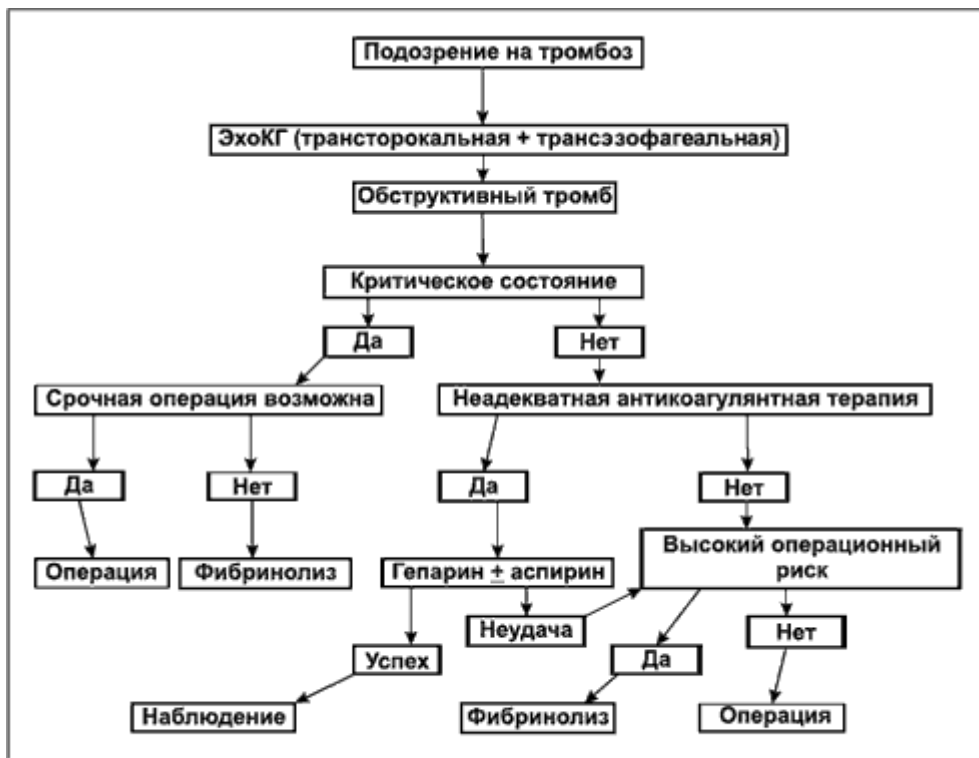 Подозрение на тромбоз
ЭхоКГ (трансторокальная + трансэзофагеальная)
Обструктивный тромб
Критическое состояние
Да
Нет
Срочная операция возможна
Неадекватная антикоагулянтная терапия
Да
Нет
Да
Нет
Операция
Фибринолиз
Гепарин ± аспирин
Высокий операционный
риск
Неудача
Нет
Успех
Да
Наблюдение
Фибринолиз
Операция